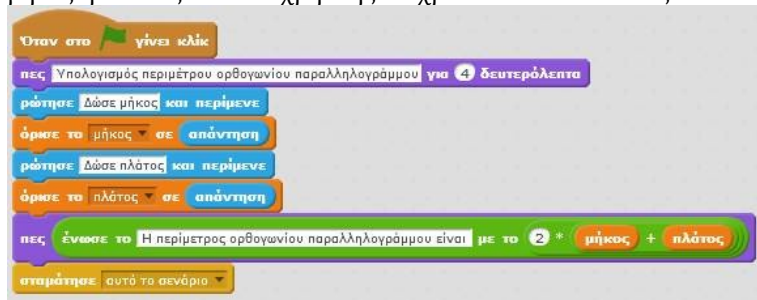 Όταν στο γίνει κλικ
πες Υπολογισμός περιμέτρου ορθογωνίου παραλληλογράμμου για 4 δευτερόλεπτα
ρώτησε Δώσε μήκος και περίμενε
όρισε το μήκος σε απάντηση
ρώτησε Δώσε πλάτος και περίμενε
όρισε το πλάτος σε απάντηση
πες ένωσε το Η περίμετρος ορθογωνίου παραλληλογράμμου είναι με το 2 * μήκος + πλάτος
σταμάτησε αυτό το σενάριο